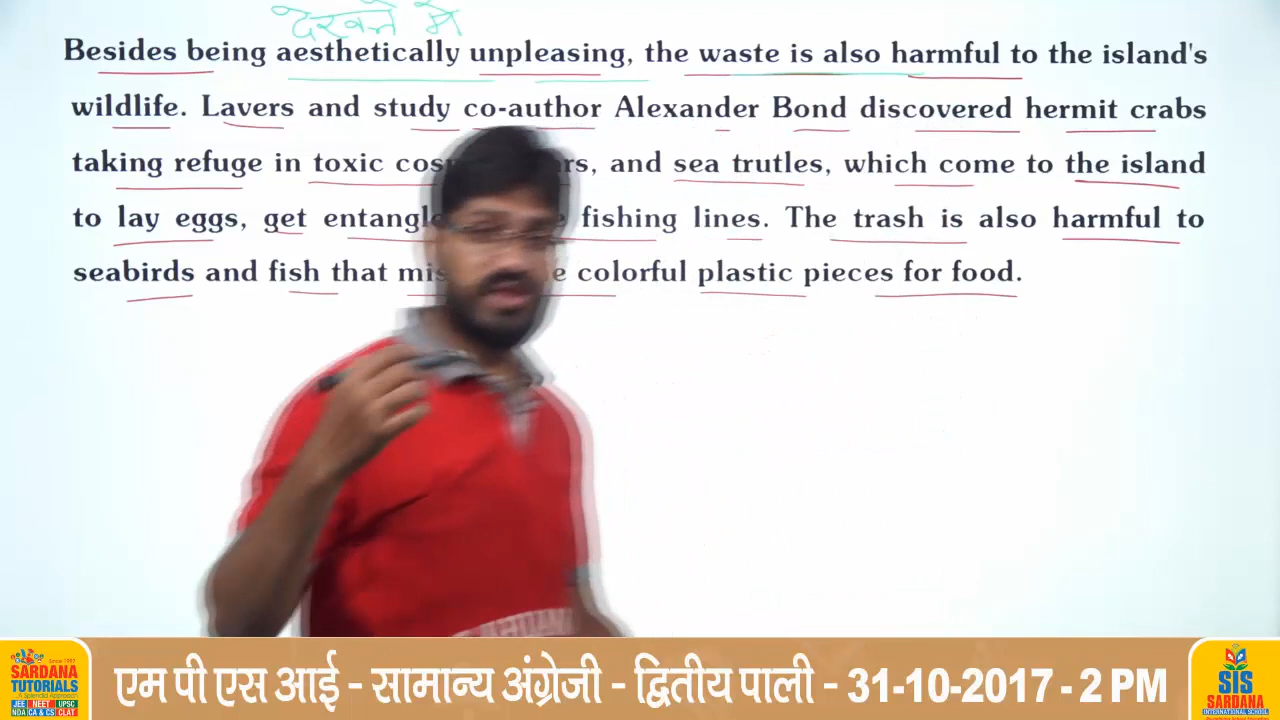 देखने मे
Besides being aesthetically unpleasing, the waste is also harmful to the island's
wildlife. Lavers and study co-author Alexander Bond discovered hermit crabs
taking refuge in toxic and sea trutles, which come to the island
to lay eggs, get fishing lines. The trash is also harmful to
seabirds and fish that colorful plastic pieces for food.
Since 1997
SARDANA
TUTORIALS
A Splendid Approach
JEE NEET UPSC
NDA CA & CS CLAT
एम पी एस आई - सामान्य अंग्रेजी - द्वितीय पाली - 31-10-2017 - 2 PM
SIS
SARDANA
INTERNATIONAL SCHOOL